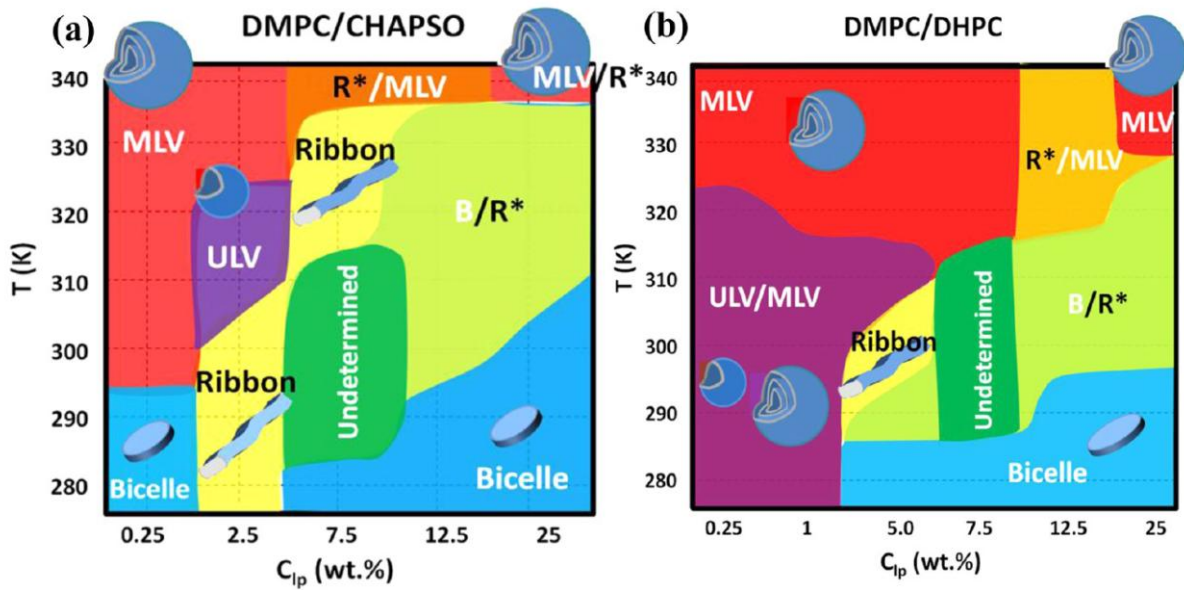 (a)
DMPC/CHAPSO
T (K)
340
330
320
310
300
290
280
MLV
R*/MLV
MLV/R*
Ribbon
ULV
B/R*
Undetermined
Ribbon
Bicelle
Bicelle
0.25 2.5 7.5 12.5 25
Clp (wt.%)
(b)
DMPC/DHPC
T (K)
340
330
320
310
300
290
280
MLV
MLV
R*/MLV
ULV/MLV
Undetermined
B/R*
Ribbon
Bicelle
0.25 1 5.0 7.5 12.5 25
Clp (wt.%)